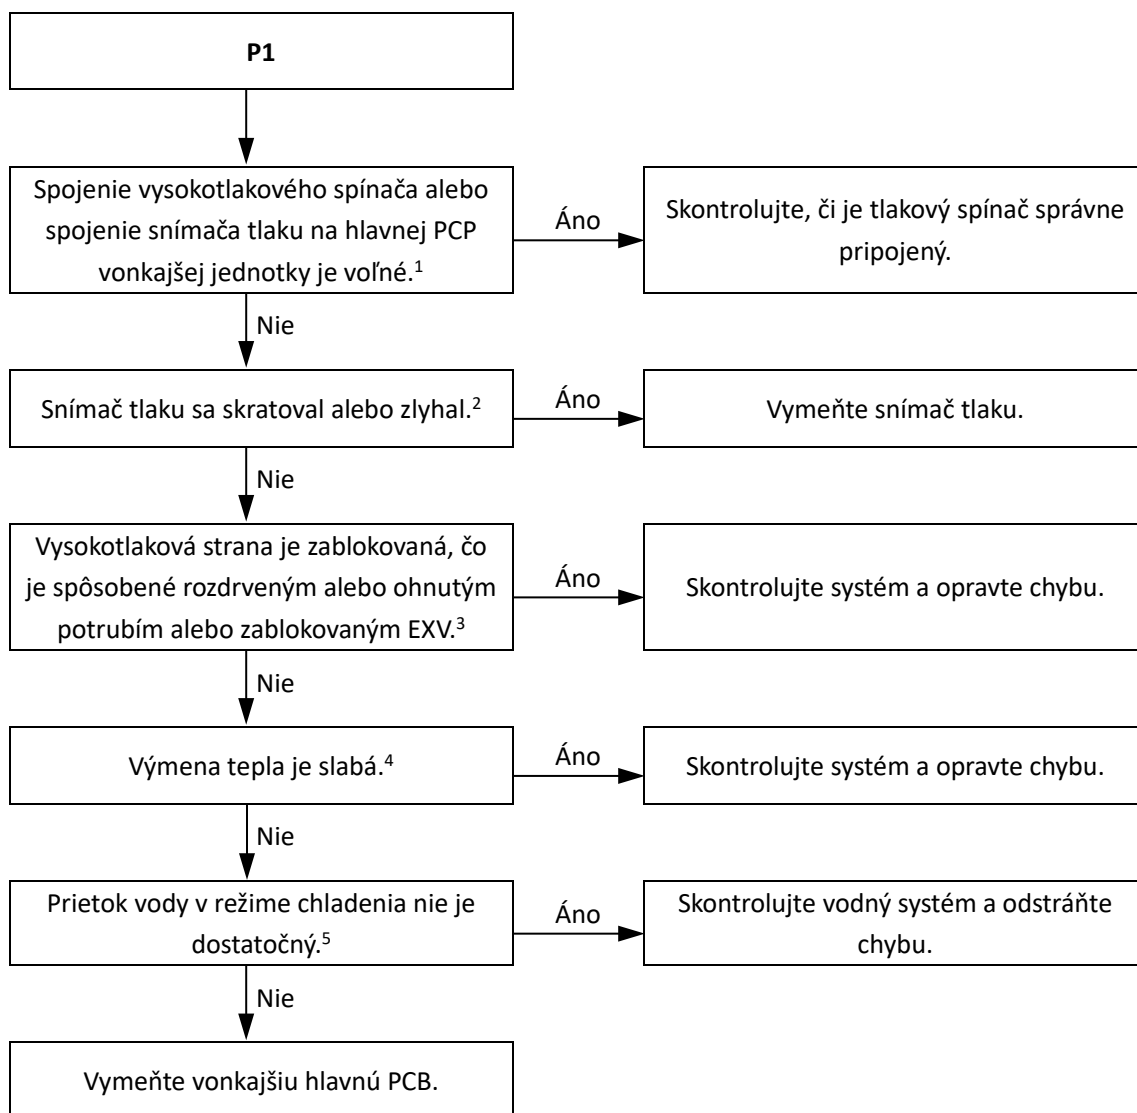 P1
Spojenie vysokotlakového spínača alebo
spojenie snímača tlaku na hlavnej PCP
vonkajšej jednotky je voľné.1
Áno
Skontrolujte, či je tlakový spínač správne
pripojený.
Nie
Snímač tlaku sa skratoval alebo zlyhal.2
Áno
Vymeňte snímač tlaku.
Nie
Vysokotlaková strana je zablokovaná, čo
je spôsobené rozdrveným alebo ohnutým
potrubím alebo zablokovaným EXV.3
Áno
Skontrolujte systém a opravte chybu.
Nie
Výmena tepla je slabá.4
Áno
Skontrolujte systém a opravte chybu.
Nie
Prietok vody v režime chladenia nie je
dostatočný.5
Áno
Skontrolujte vodný systém a odstráňte
chybu.
Nie
Vymeňte vonkajšiu hlavnú PCB.